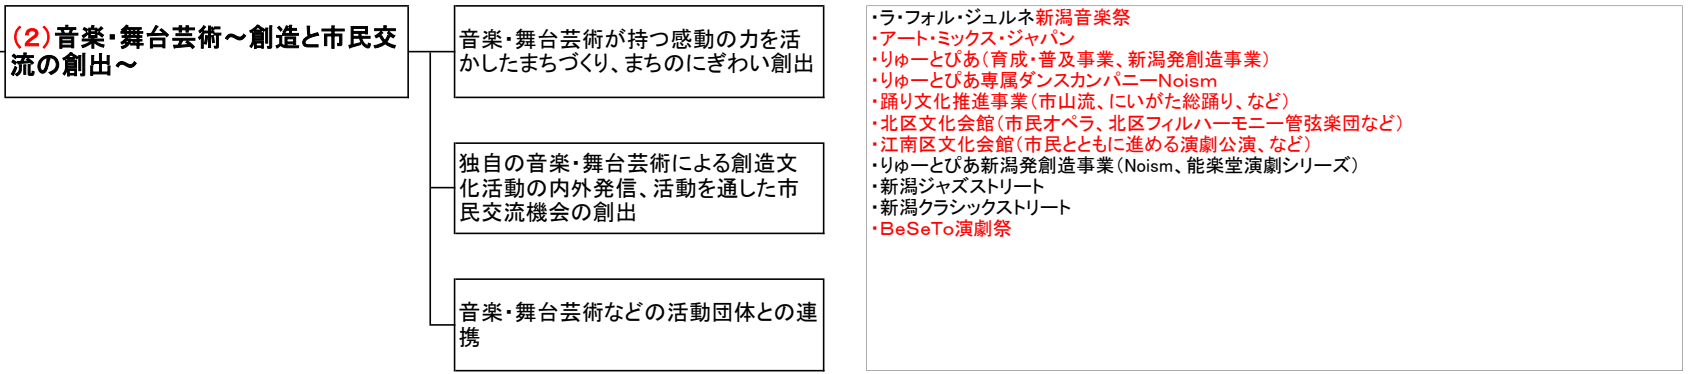 (2)音楽・舞台芸術～創造と市民交
流の創出～
音楽・舞台芸術が持つ感動の力を活
かしたまちづくり、まちのにぎわい創出
独自の音楽・舞台芸術による創造文
化活動の内外発信、活動を通した市
民交流機会の創出
音楽・舞台芸術などの活動団体との連
携
・ラ・フォル・ジュルネ新潟音楽祭
・アート・ミックス・ジャパン
・りゅーとぴあ(育成・普及事業、新潟発創造事業)
・りゅーとぴあ専属ダンスカンパニーNoism
・踊り文化推進事業(市山流、にいがた総踊り、など)
・北区文化会館(市民オペラ、北区フィルハーモニー管弦楽団など)
・江南区文化会館(市民とともに進める演劇公演、など)
・りゅーとぴあ新潟発創造事業(Noism、能楽堂演劇シリーズ)
・新潟ジャズストリート
・新潟クラシックストリート
・BeSeTo演劇祭